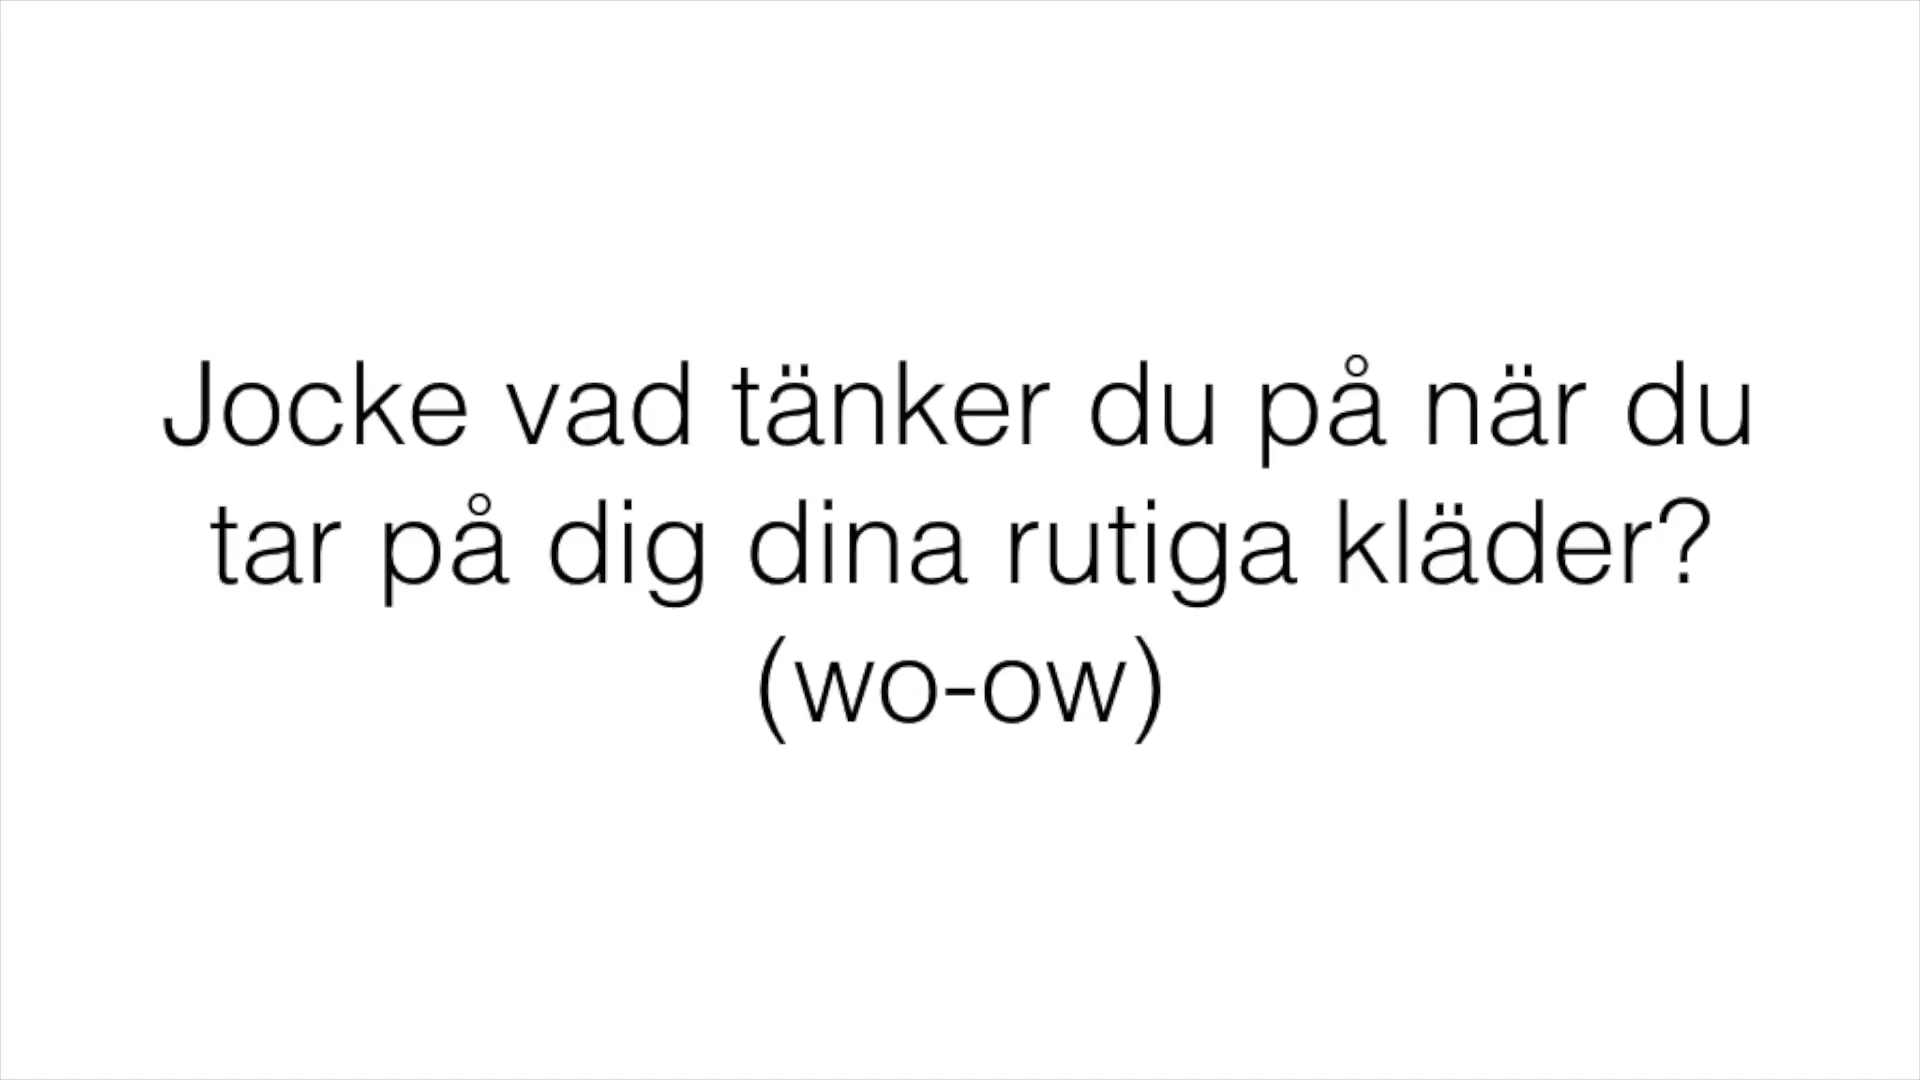 Jocke vad tänker du på när du
tar på dig dina rutiga kläder?
(wo-ow)